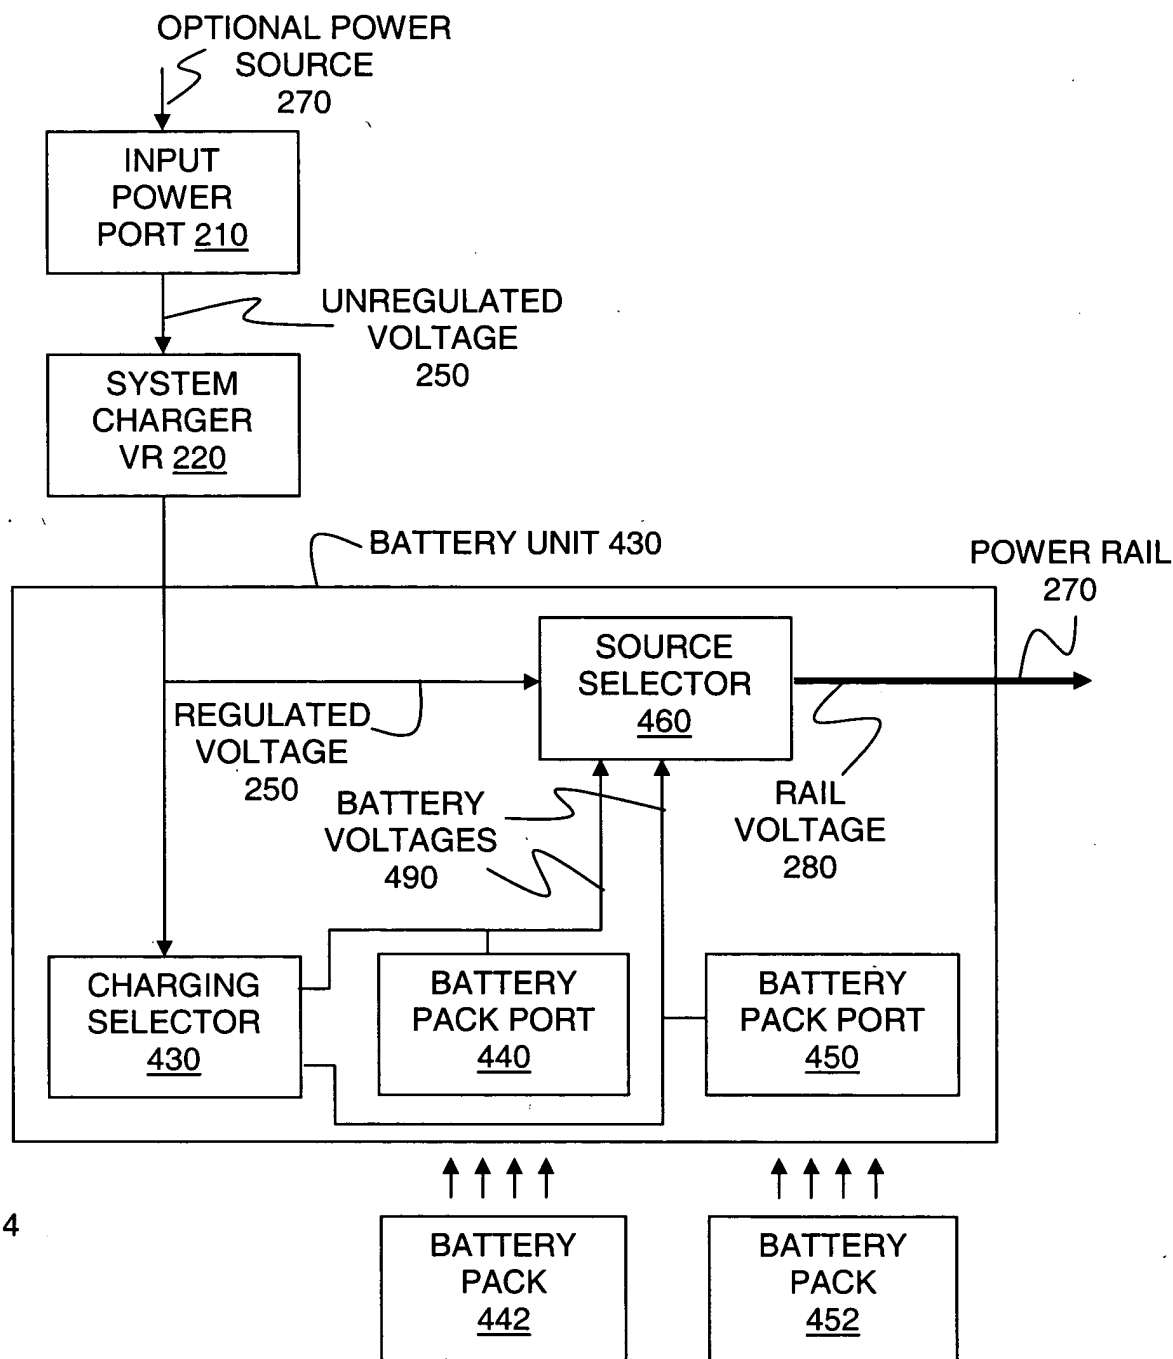 OPTIONAL POWER
SOURCE
270
INPUT
POWER
PORT 210
UNREGULATED
VOLTAGE
250
SYSTEM
CHARGER
VR 220
BATTERY UNIT 430
POWER RAIL
270
SOURCE
SELECTOR
460
REGULATED
VOLTAGE
250
BATTERY
VOLTAGES
490
RAIL
VOLTAGE
280
CHARGING
SELECTOR
430
BATTERY
PACK PORT
440
BATTERY
PACK PORT
450
4
BATTERY
PACK
442
BATTERY
PACK
452